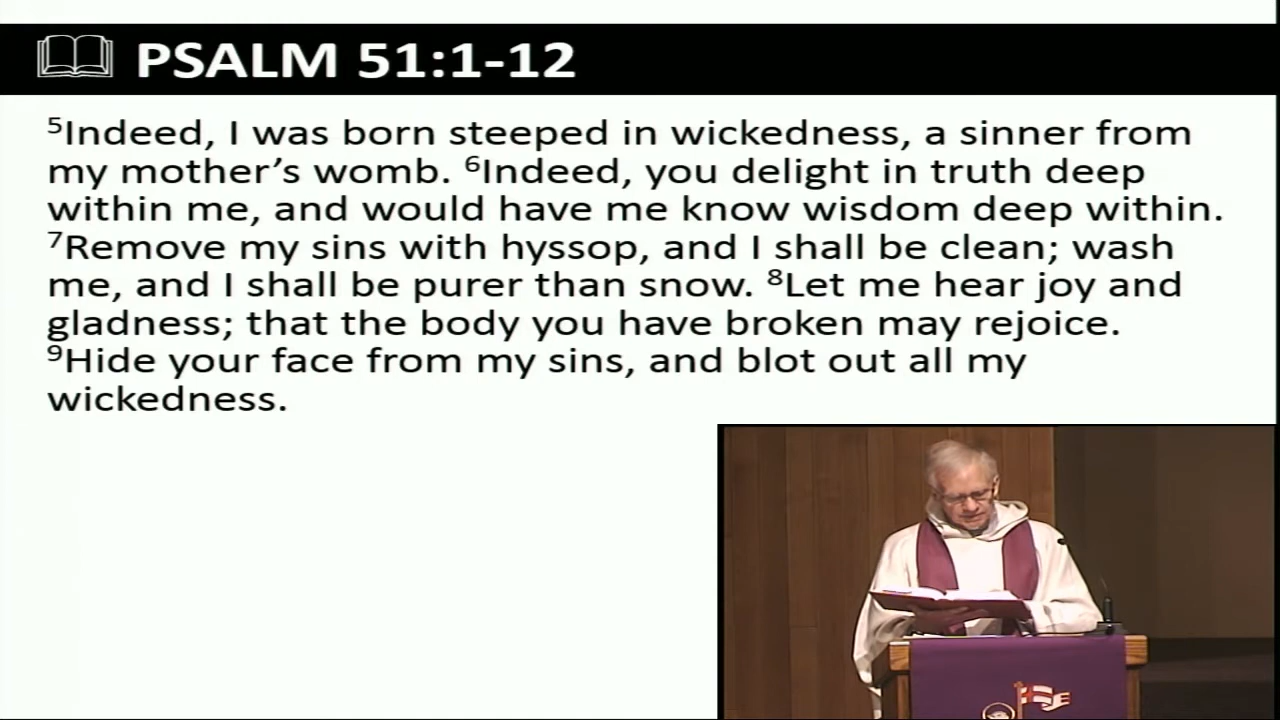 PSALM 51:1-12
⁵Indeed, I was born steeped in wickedness, a sinner from
my mother’s womb. ⁶Indeed, you delight in truth deep
within me, and would have me know wisdom deep within.
⁷Remove my sins with hyssop, and I shall be clean; wash
me, and I shall be purer than snow. ⁸Let me hear joy and
gladness; that the body you have broken may rejoice.
⁹Hide your face from my sins, and blot out all my
wickedness.